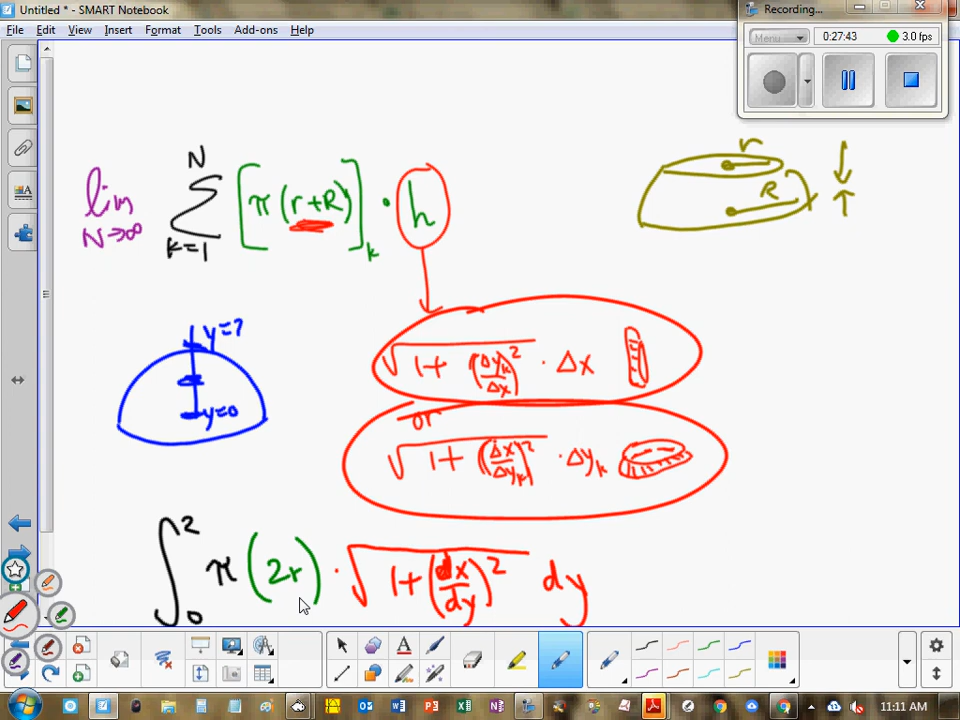 Untitled * - SMART Notebook
Recording...
File Edit View Insert Format Tools Add-ons Help
Menu 0:27:43 3.0 fps
lim N→∞ N Σ k=1 [π(r+R)]k · h
r
R
y=?
y=0
√1+(Δyk/Δx)² · Δx
or
√1+(Δx/Δyk)² · Δyk
∫ 2 0 π(2r) · √1+(dx/dy)² dy
A
11:11 AM